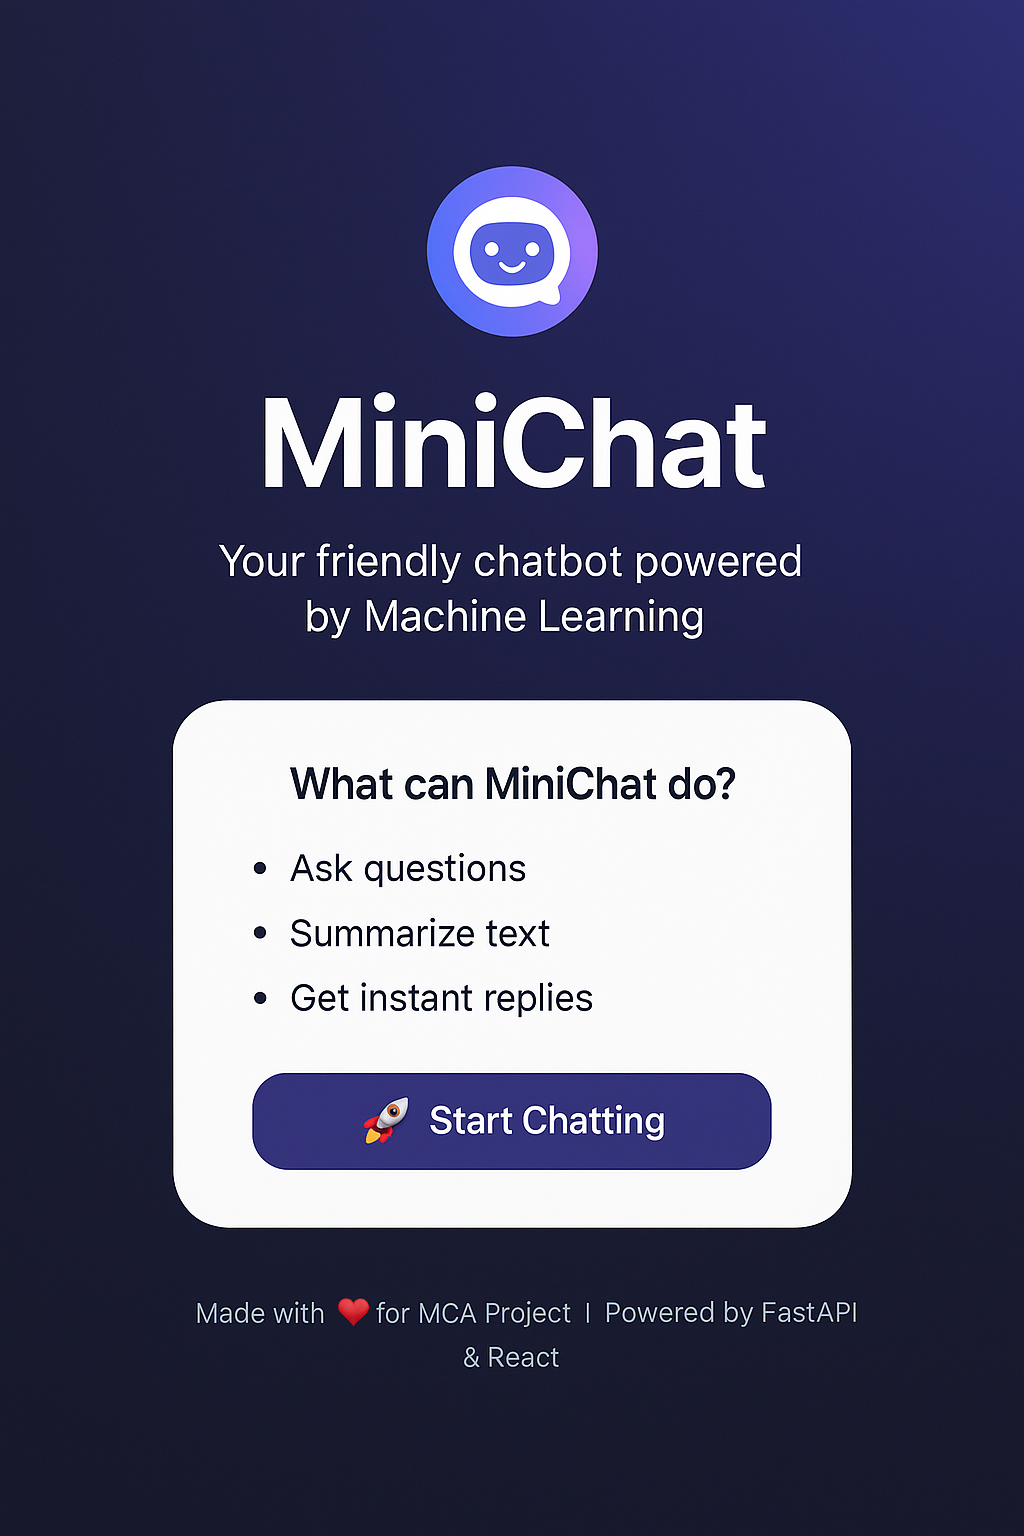 MiniChat
Your friendly chatbot powered
by Machine Learning
What can MiniChat do?
• Ask questions
• Summarize text
• Get instant replies
🚀 Start Chatting
Made with ❤️ for MCA Project | Powered by FastAPI
& React